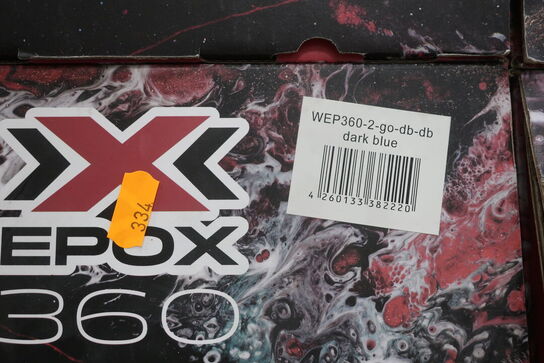 WEP360-2-go-db-db
dark blue
4 260133 382220
X
334
EPOX
360